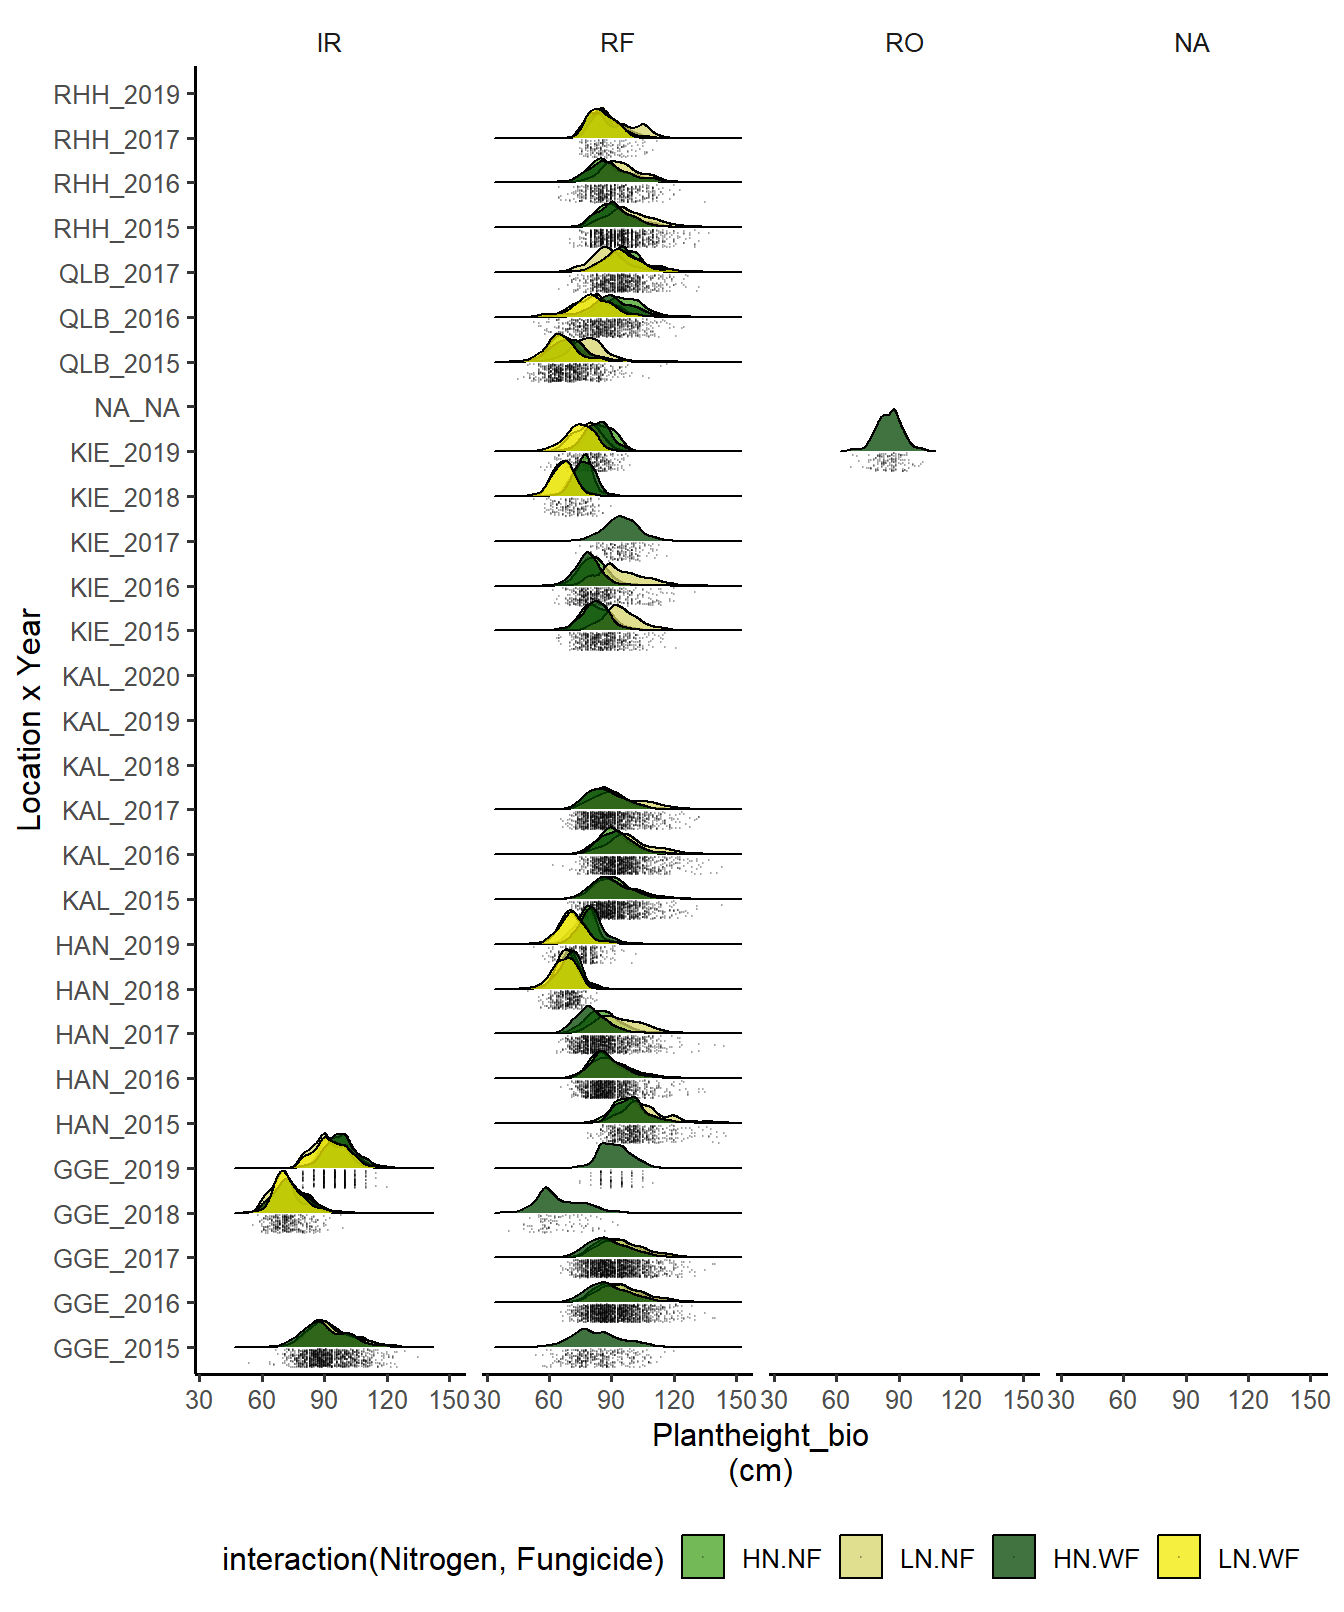 IR RF RO NA
RHH_2019
RHH_2017
RHH_2016
RHH_2015
QLB_2017
QLB_2016
QLB_2015
NA_NA
KIE_2019
KIE_2018
KIE_2017
KIE_2016
KIE_2015
KAL_2020
KAL_2019
KAL_2018
KAL_2017
KAL_2016
KAL_2015
HAN_2019
HAN_2018
HAN_2017
HAN_2016
HAN_2015
GGE_2019
GGE_2018
GGE_2017
GGE_2016
GGE_2015
Location x Year
30 60 90 120 150 30 60 90 120 150 30 60 90 120 150 30 60 90 120 150
Plantheight_bio
(cm)
interaction(Nitrogen, Fungicide) HN.NF LN.NF HN.WF LN.WF